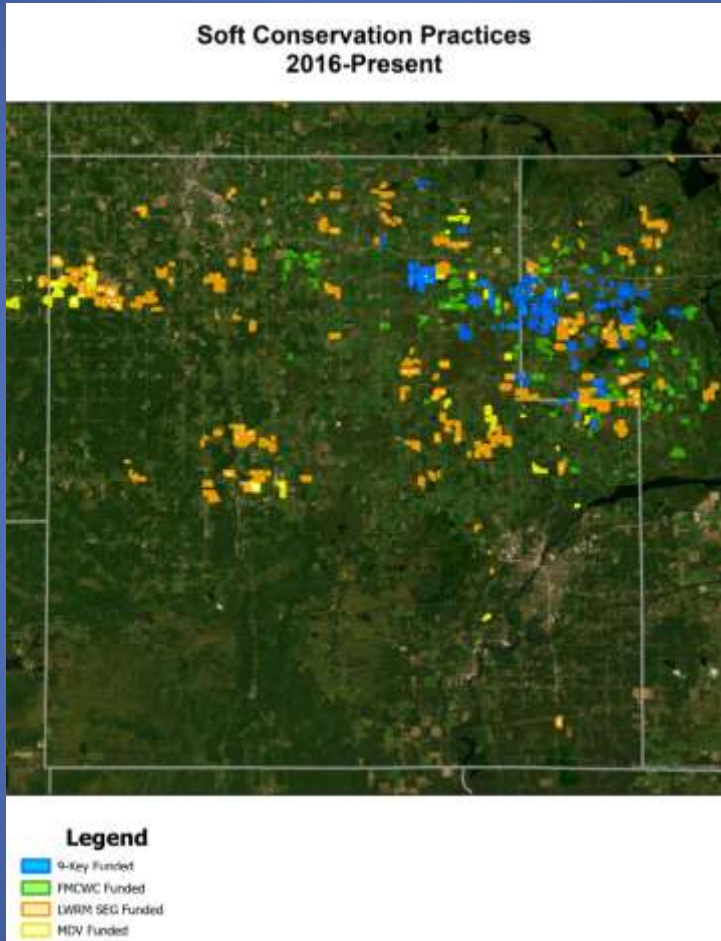 Soft Conservation Practices
2016-Present
Legend
9-Key Funded
FMCWC Funded
LWRM SEG Funded
MDV Funded